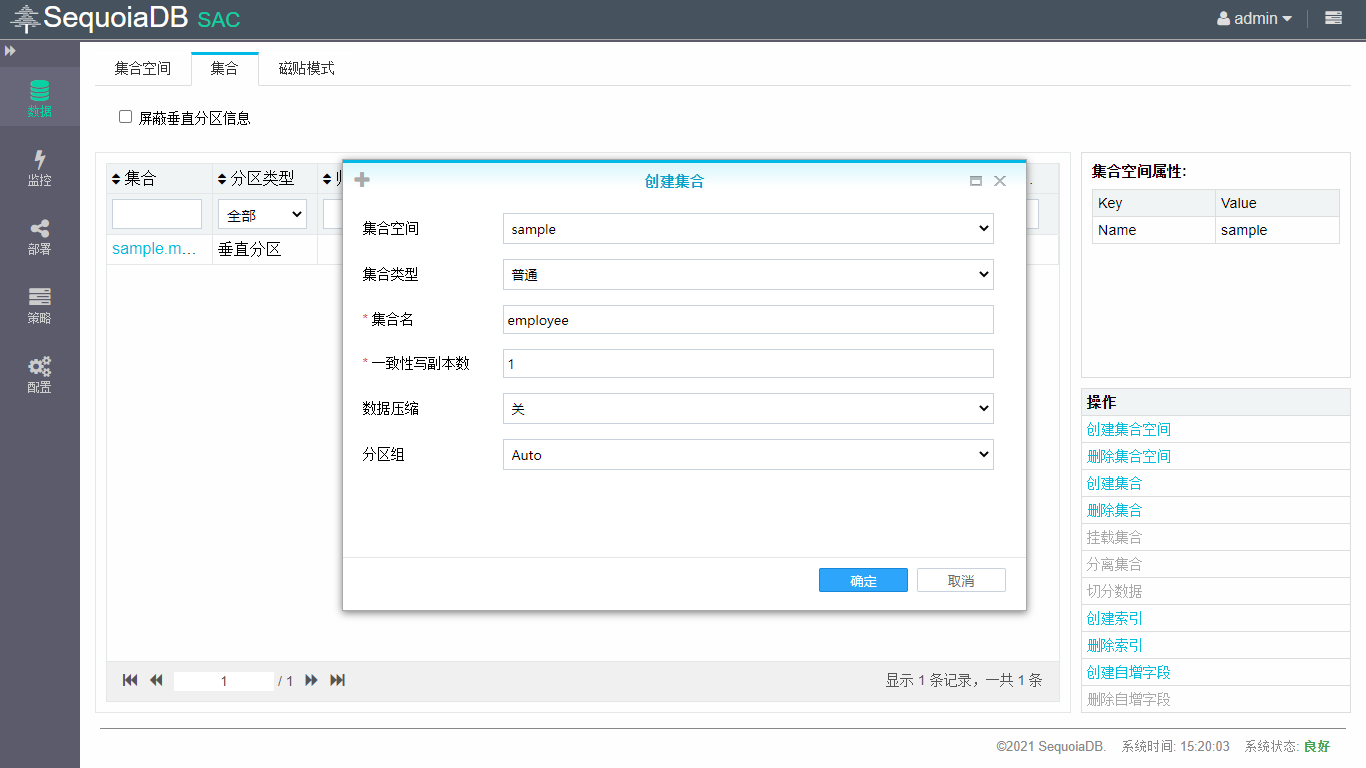 SequoiaDB SAC
admin
集合空间 集合 磁贴模式
屏蔽垂直分区信息
数据
监控
部署
策略
配置
集合 分区类型
全部
sample.m... 垂直分区
1 / 1 显示 1 条记录，一共 1 条
创建集合
集合空间 sample
集合类型 普通
* 集合名 employee
* 一致性写副本数 1
数据压缩 关
分区组 Auto
确定 取消
集合空间属性:
Key Value
Name sample
操作
创建集合空间
删除集合空间
创建集合
删除集合
挂载集合
分离集合
切分数据
创建索引
删除索引
创建自增字段
删除自增字段
©2021 SequoiaDB. 系统时间: 15:20:03 系统状态: 良好